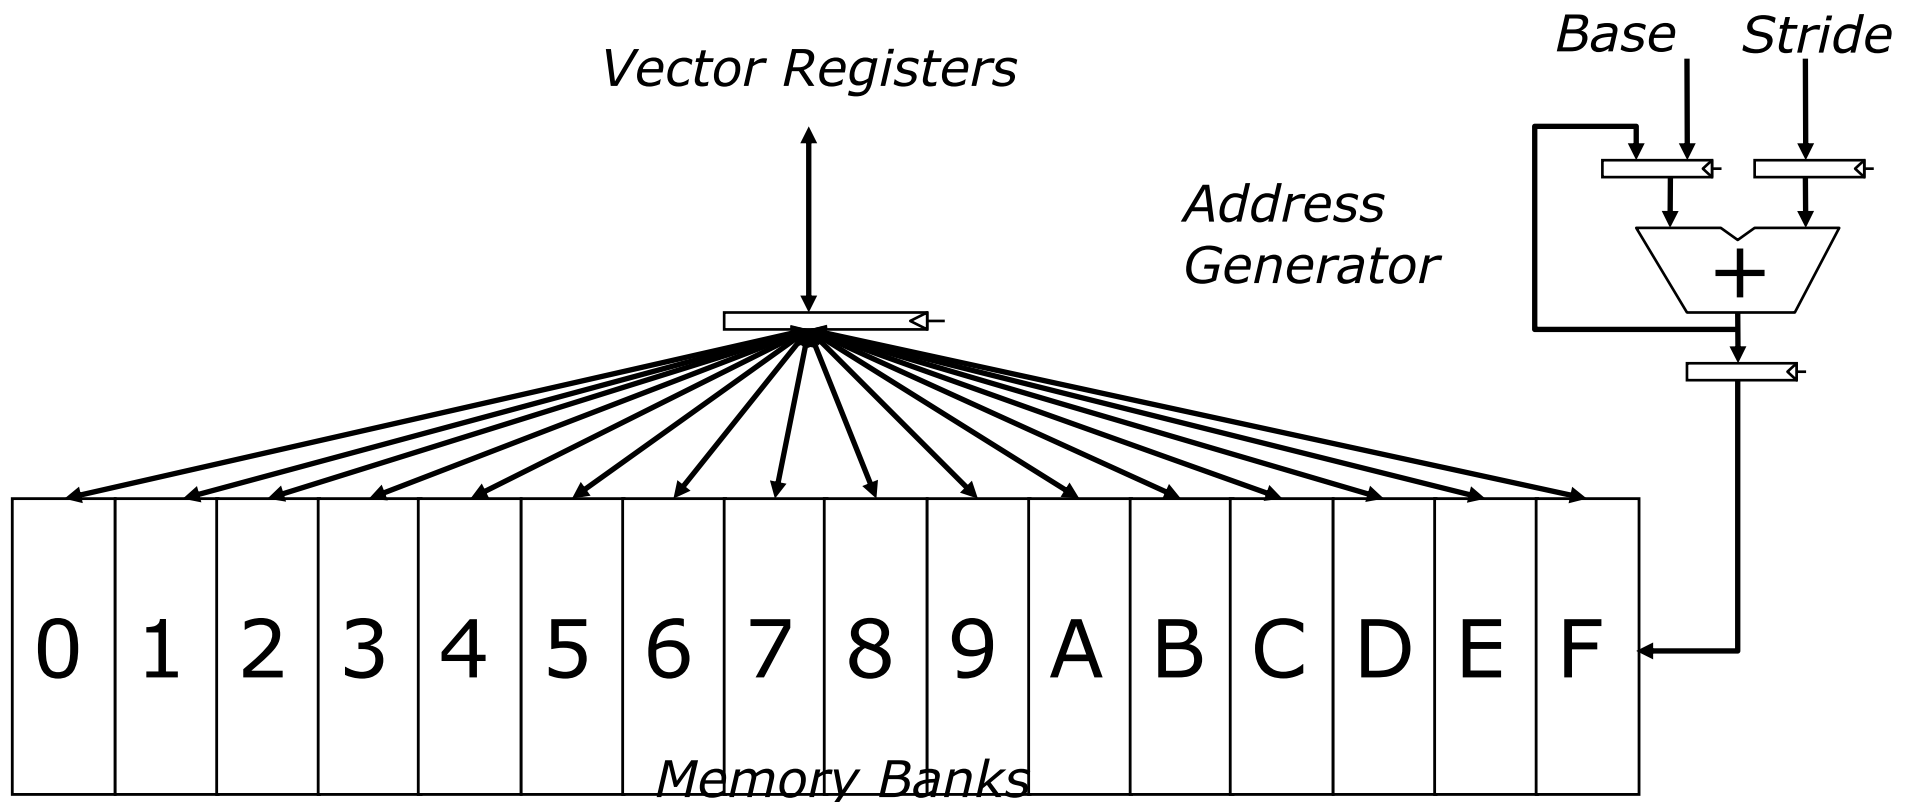 Base Stride
Vector Registers
Address
Generator
+
0 1 2 3 4 5 6 7 8 9 A B C D E F
Memory Banks